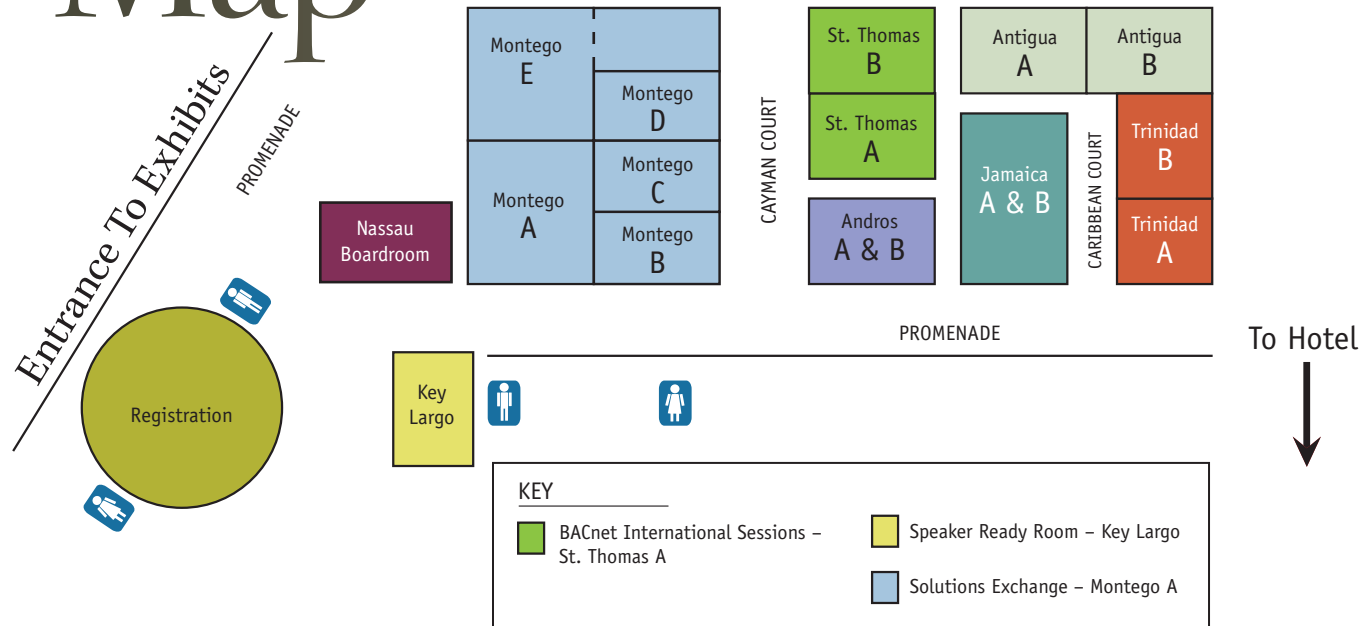 Map
Entrance To Exhibits
PROMENADE
Montego
E
Montego
D
Montego
C
Montego
A
Montego
B
Nassau
Boardroom
CAYMAN COURT
St. Thomas
B
St. Thomas
A
Andros
A & B
Antigua
A
Antigua
B
Jamaica
A & B
CARIBBEAN COURT
Trinidad
B
Trinidad
A
PROMENADE
To Hotel
Registration
Key
Largo
KEY
BACnet International Sessions –
St. Thomas A
Speaker Ready Room – Key Largo
Solutions Exchange – Montego A